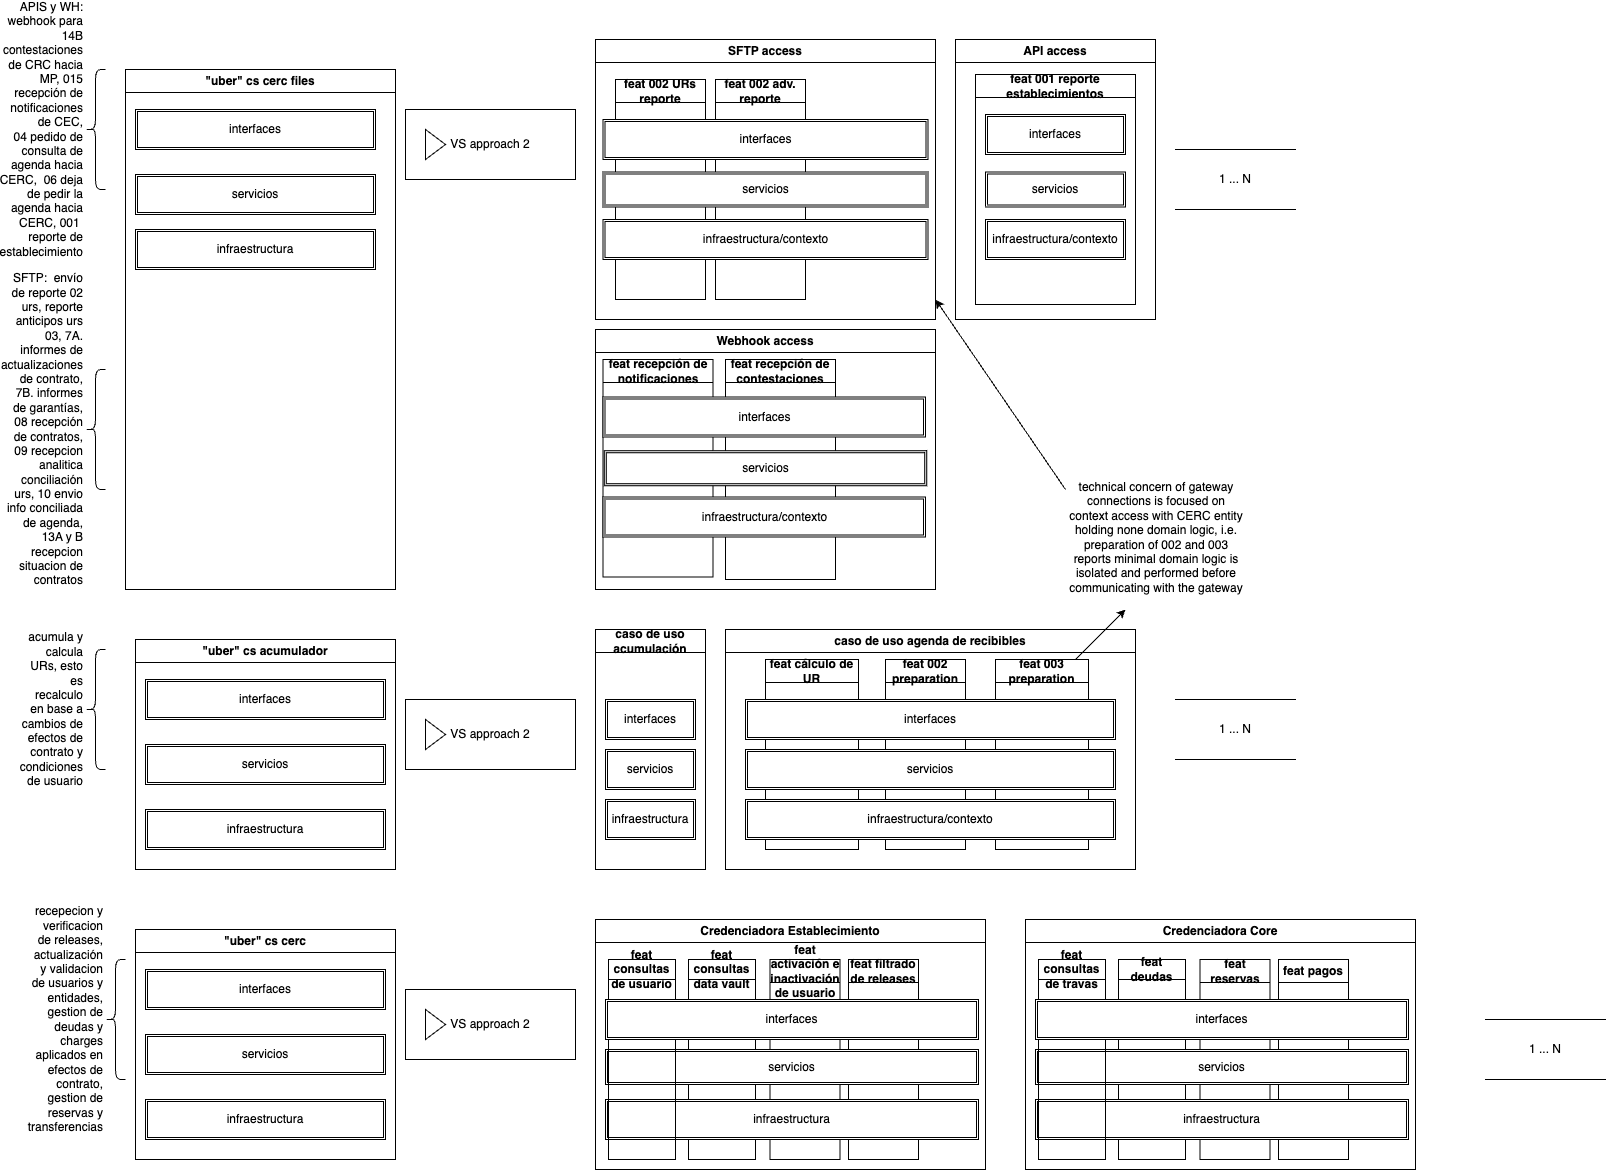 APIS y WH:
webhook para
14B
contestaciones
de CRC hacia
MP, 015
recepción de
notificaciones
de CEC,
04 pedido de
consulta de
agenda hacia
CERC, 06 deja
de pedir la
agenda hacia
CERC, 001
reporte de
establecimiento
"uber" cs cerc files
interfaces
servicios
infraestructura
VS approach 2
SFTP access
feat 002 URs
reporte
feat 002 adv.
reporte
interfaces
servicios
infraestructura/contexto
API access
feat 001 reporte
establecimientos
interfaces
servicios
infraestructura/contexto
1 ... N
SFTP: envío
de reporte 02
urs, reporte
anticipos urs
03, 7A.
informes de
actualizaciones
de contrato,
7B. informes
de garantías,
08 recepción
de contratos,
09 recepcion
analitica
conciliación
urs, 10 envio
info conciliada
de agenda,
13A y B
recepcion
situacion de
contratos
Webhook access
feat recepción de
notificaciones
feat recepción de
contestaciones
interfaces
servicios
infraestructura/contexto
technical concern of gateway
connections is focused on
context access with CERC entity
holding none domain logic, i.e.
preparation of 002 and 003
reports minimal domain logic is
isolated and performed before
communicating with the gateway
acumula y
calcula
URs, esto
es
recalculo
en base a
cambios de
efectos de
contrato y
condiciones
de usuario
"uber" cs acumulador
interfaces
servicios
infraestructura
VS approach 2
caso de uso
acumulación
interfaces
servicios
infraestructura
caso de uso agenda de recibibles
feat cálculo de
UR
feat 002
preparation
feat 003
preparation
interfaces
servicios
infraestructura/contexto
1 ... N
recepecion y
verificacion
de releases,
actualización
y validacion
de usuarios y
entidades,
gestion de
deudas y
charges
aplicados en
efectos de
contrato,
gestion de
reservas y
transferencias
"uber" cs cerc
interfaces
servicios
infraestructura
VS approach 2
Credenciadora Establecimiento
feat
consultas
de usuario
feat
consultas
data vault
feat
activación e
inactivación
de usuario
feat filtrado
de releases
interfaces
servicios
infraestructura
Credenciadora Core
feat
consultas
de travas
feat
deudas
feat
reservas
feat pagos
interfaces
servicios
infraestructura
1 ... N